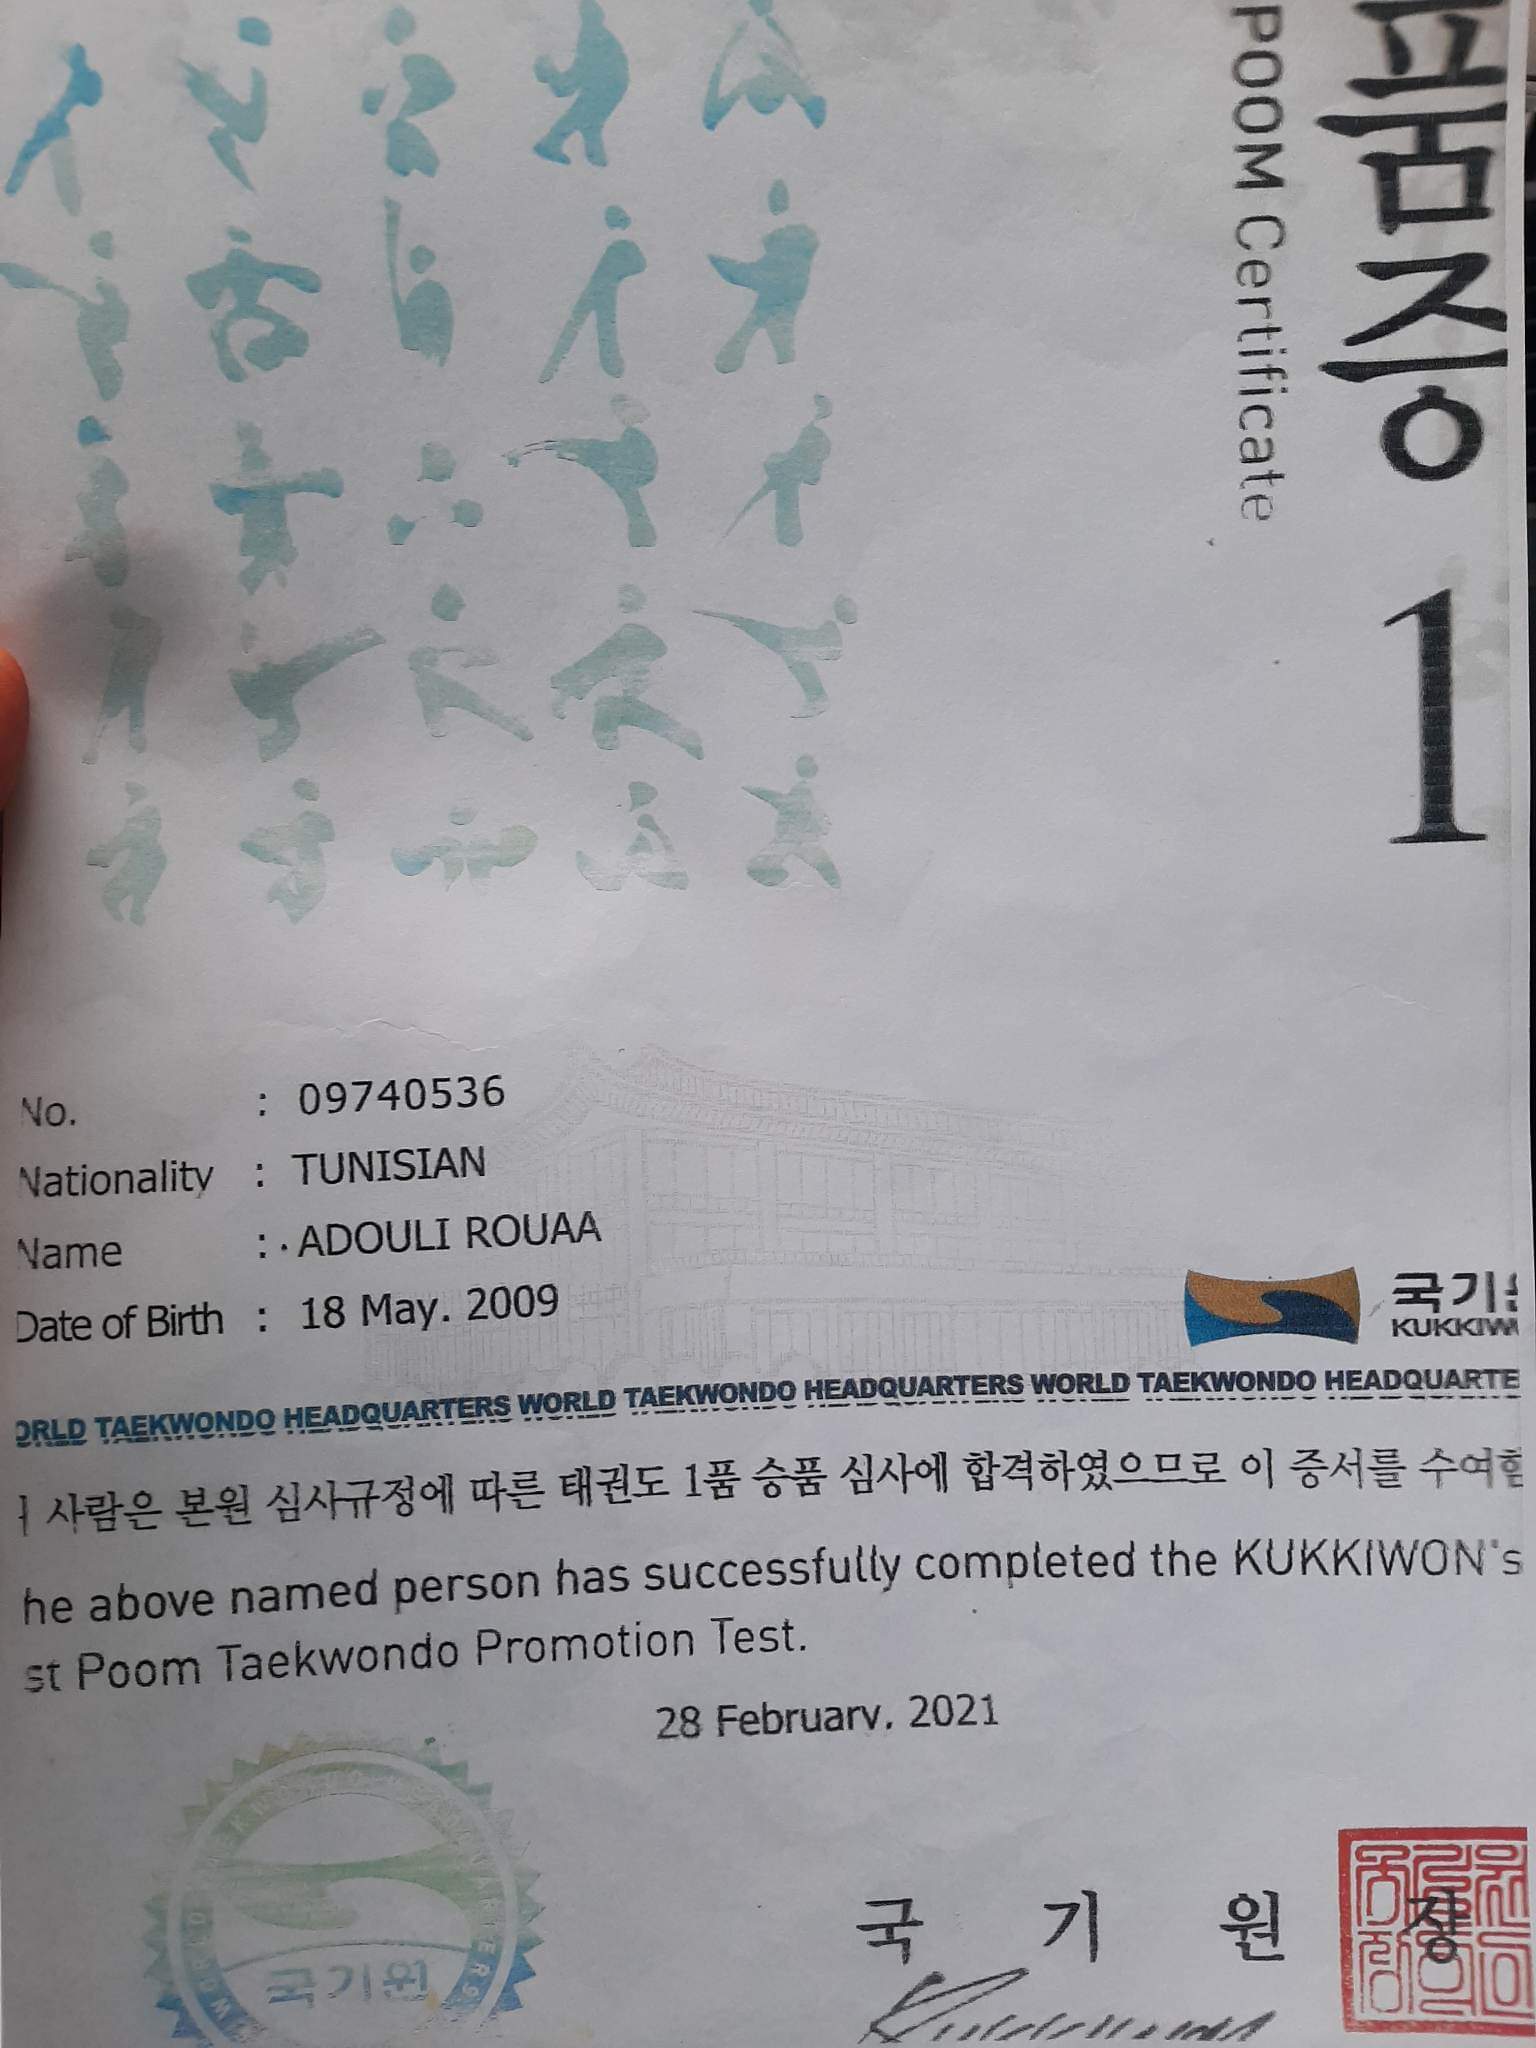 품증
POOM Certificate
1
No. : 09740536
Nationality : TUNISIAN
Name : . ADOULI ROUAA
Date of Birth : 18 May. 2009
국기
KUKKIW
ORLD TAEKWONDO HEADQUARTERS WORLD TAEKWONDO HEADQUARTERS WORLD TAEKWONDO HEADQUARTE
사람은 본원 심사규정에 따른 태권도 1품 승품 심사에 합격하였으므로 이 증서를 수여함
he above named person has successfully completed the KUKKIWON's
st Poom Taekwondo Promotion Test.
28 February. 2021
국기원
국 기 원 장